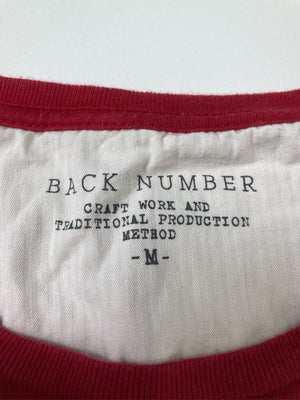 BACK NUMBER
CRAFT WORK AND
TRADITIONAL PRODUCTION
METHOD
-M-